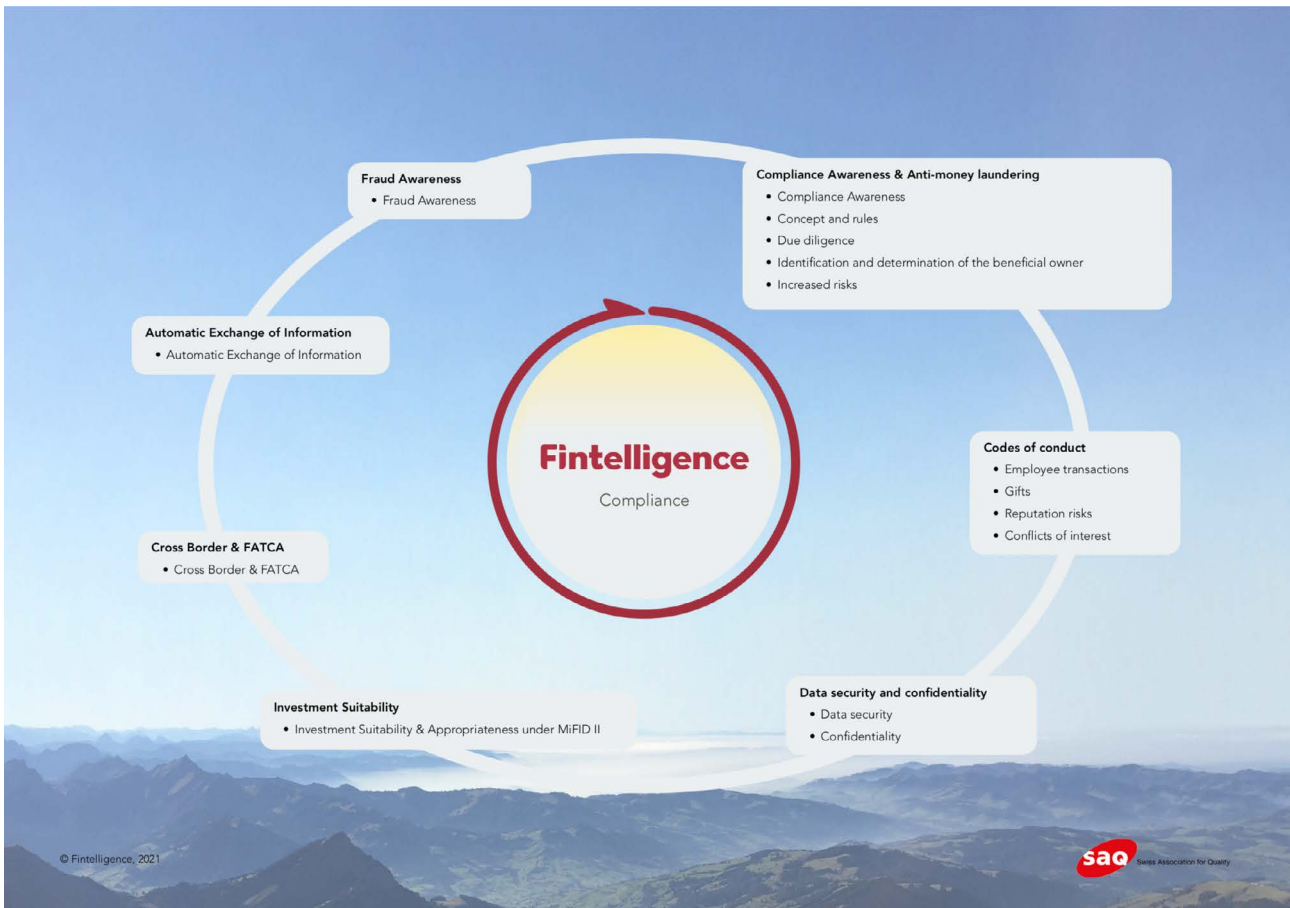 Fraud Awareness
• Fraud Awareness
Compliance Awareness & Anti-money laundering
• Compliance Awareness
• Concept and rules
• Due diligence
• Identification and determination of the beneficial owner
• Increased risks
Automatic Exchange of Information
• Automatic Exchange of Information
Fintelligence
Compliance
Codes of conduct
• Employee transactions
• Gifts
• Reputation risks
• Conflicts of interest
Cross Border & FATCA
• Cross Border & FATCA
Investment Suitability
• Investment Suitability & Appropriateness under MiFID II
Data security and confidentiality
• Data security
• Confidentiality
© Fintelligence, 2021
saq Swiss Association for Quality